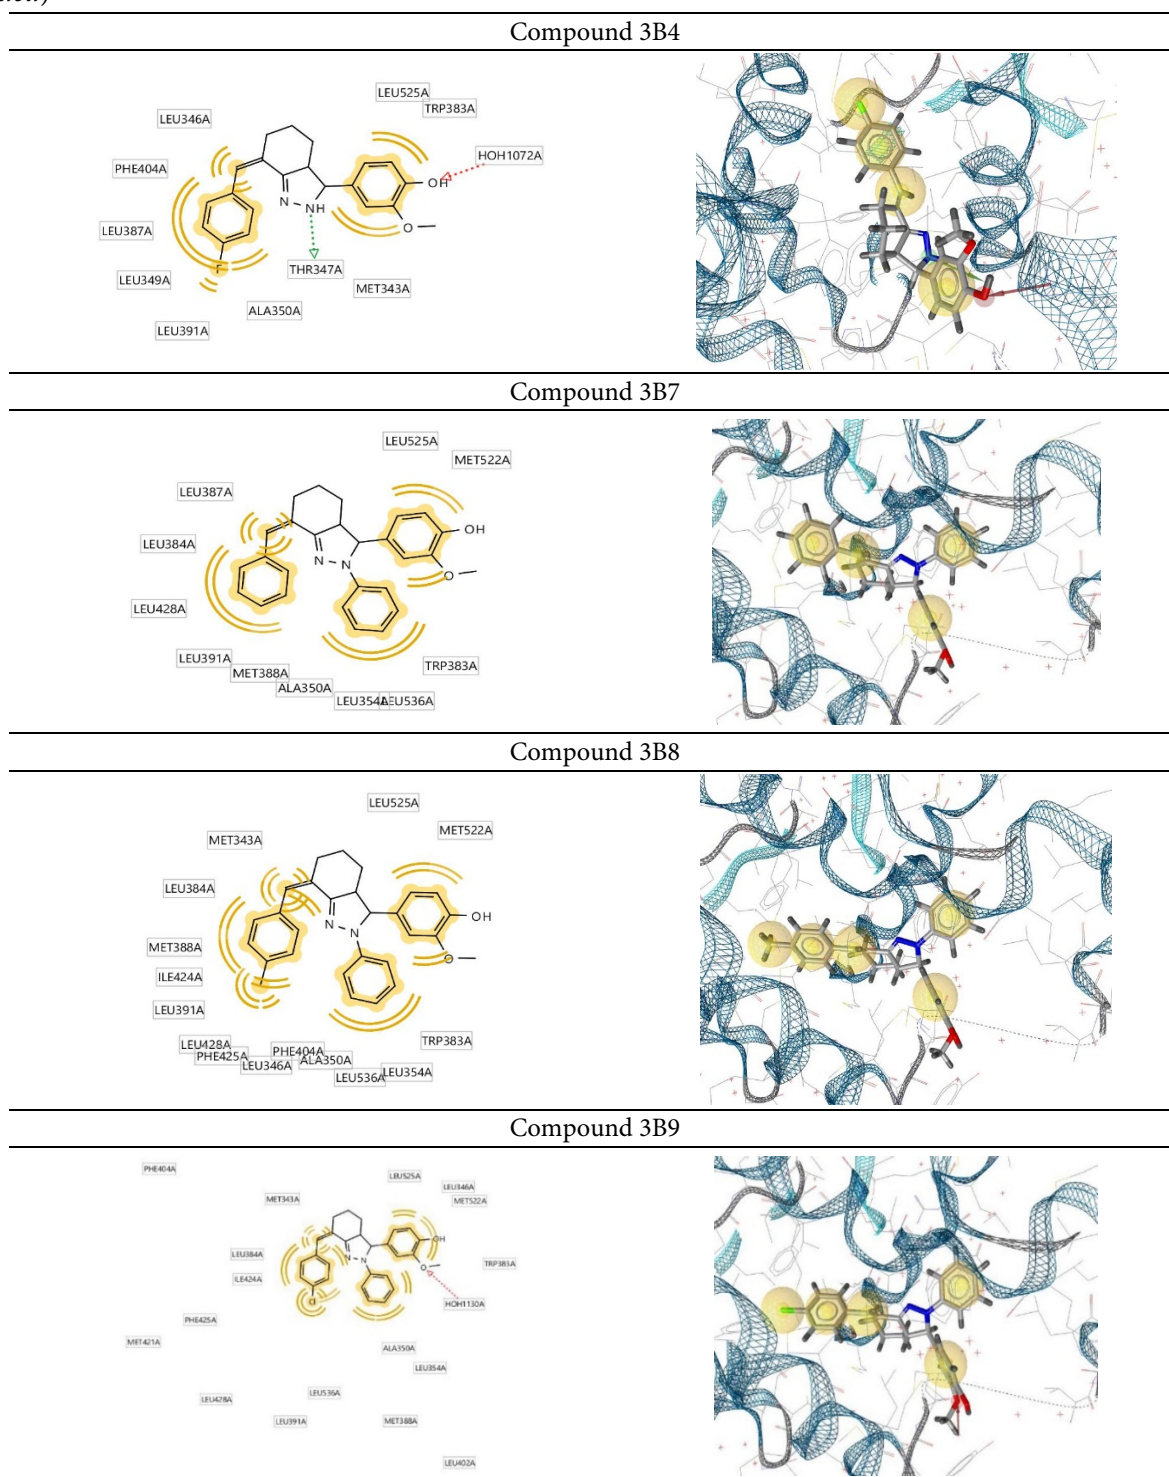 Compound 3B4
LEU525A
TRP383A
LEU346A
HOH1072A
PHE404A
OH
N
NH
O
LEU387A
F
THR347A
LEU349A
MET343A
ALA350A
LEU391A
Compound 3B7
LEU525A
MET522A
LEU387A
OH
LEU384A
N
N
O
LEU428A
LEU391A
TRP383A
MET388A
ALA350A
LEU354A
LEU536A
Compound 3B8
LEU525A
MET522A
MET343A
LEU384A
OH
N
N
MET388A
O
ILE424A
LEU391A
LEU428A
TRP383A
PHE425A
PHE404A
LEU346A
ALA350A
LEU536A
LEU354A
Compound 3B9
PHE404A
LEU525A
LEU346A
MET343A
MET522A
OH
LEU384A
N
N
O
TRP383A
ILE424A
Cl
HOH1130A
PHE425A
MET421A
ALA350A
LEU354A
LEU536A
LEU428A
LEU391A
MET388A
LEU402A